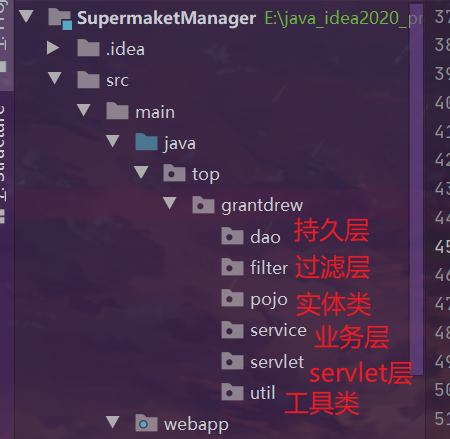 SupermaketManager E:\java_idea2020_pr
37
.idea
38
src
39
main
40
java
41
top
42
grantdrew
43
dao 持久层
44
45
filter 过滤层
46
pojo 实体类
47
service 业务层
48
servlet servlet层
49
util 工具类
50
webapp
51
Z: Structure